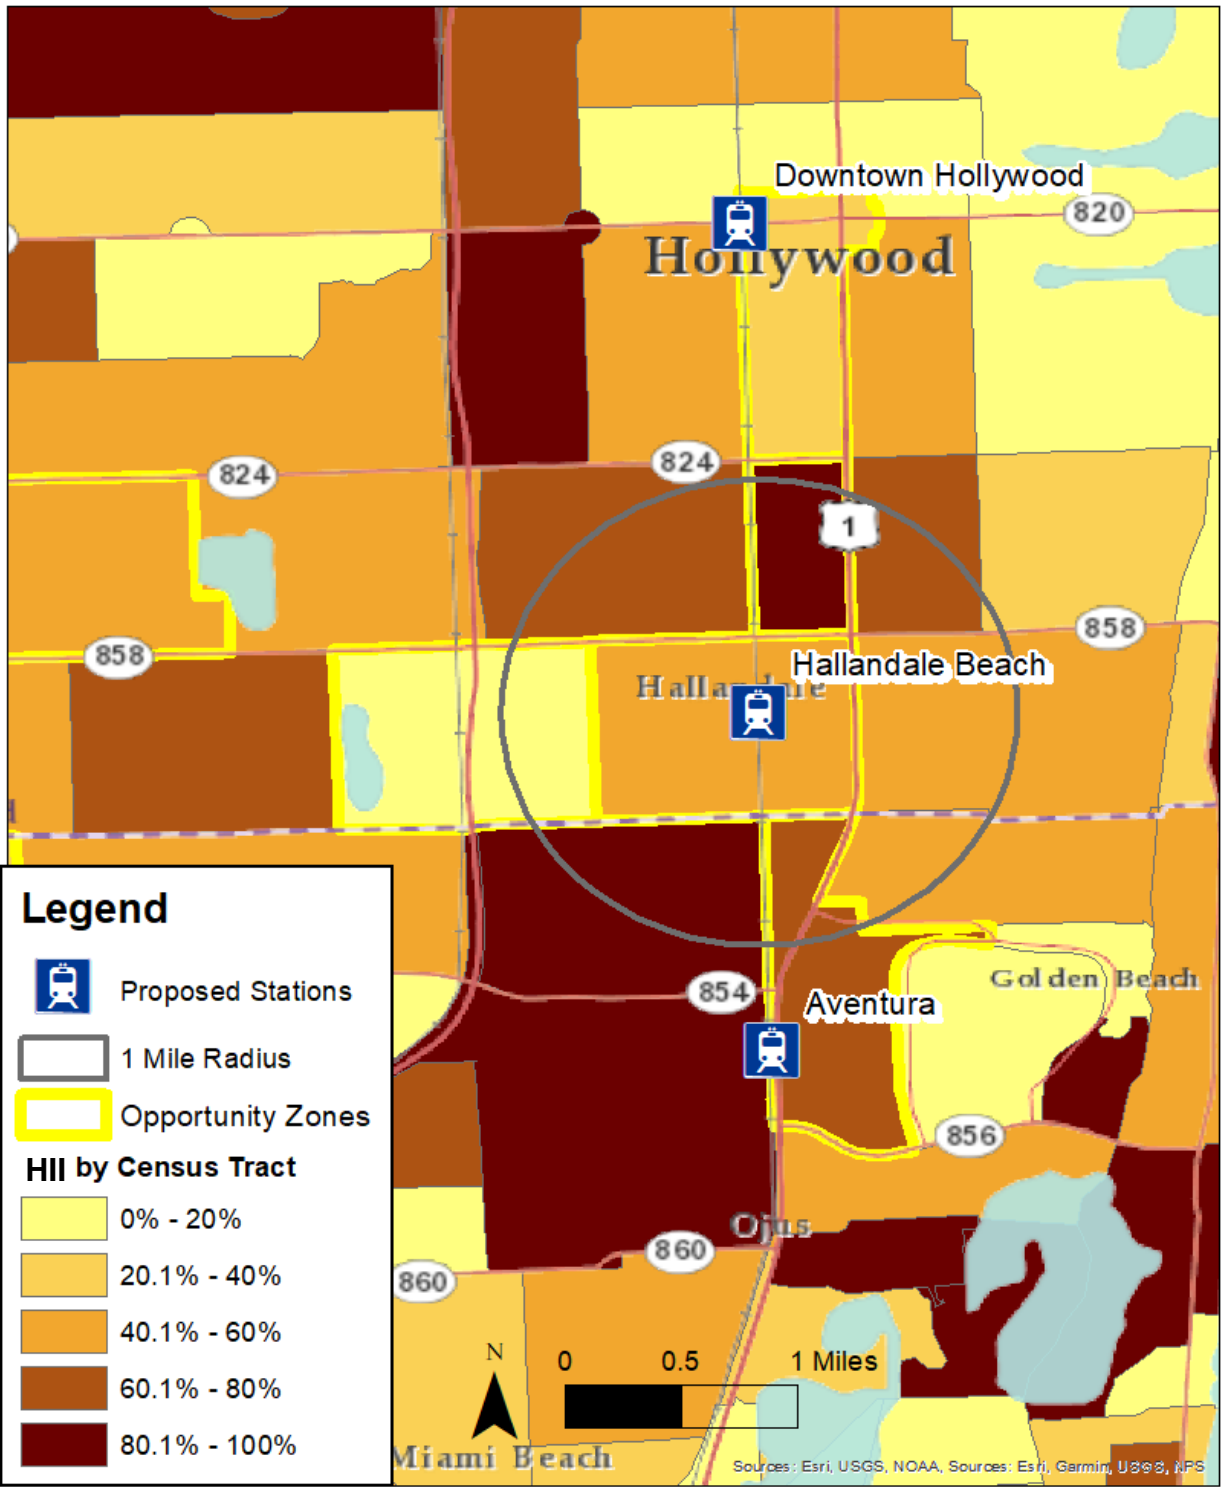 Downtown Hollywood
820
Hollywood
824
824
1
858
858
Hallandale Beach
Hallandale
Golden Beach
854
Aventura
856
Ojus
860
860
Legend
Proposed Stations
1 Mile Radius
Opportunity Zones
HII by Census Tract
0% - 20%
20.1% - 40%
40.1% - 60%
60.1% - 80%
80.1% - 100%
N
0 0.5 1 Miles
Miami Beach
Sources: Esri, USGS, NOAA, Sources: Esri, Garmin, USGS, NPS